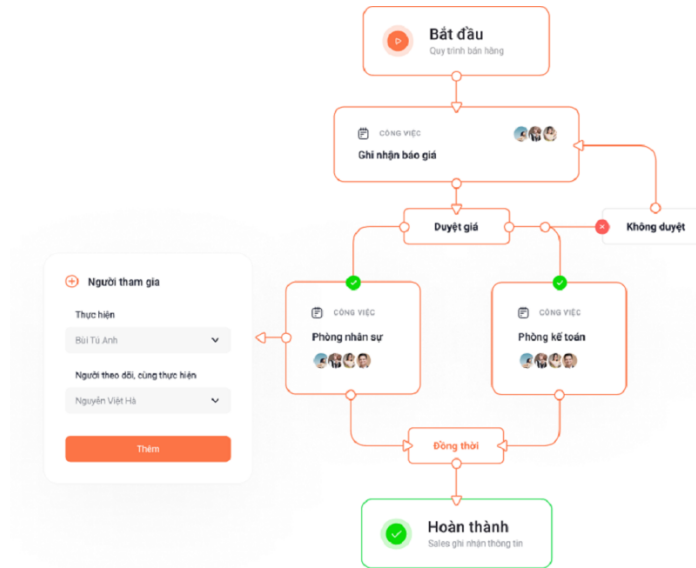 Bắt đầu
Quy trình bán hàng
CÔNG VIỆC
Ghi nhận báo giá
Duyệt giá
Không duyệt
Người tham gia
Thực hiện
Bùi Tú Anh
Người theo dõi, cùng thực hiện
Nguyễn Việt Hà
Thêm
CÔNG VIỆC
Phòng nhân sự
CÔNG VIỆC
Phòng kế toán
Đồng thời
Hoàn thành
Sales ghi nhận thông tin